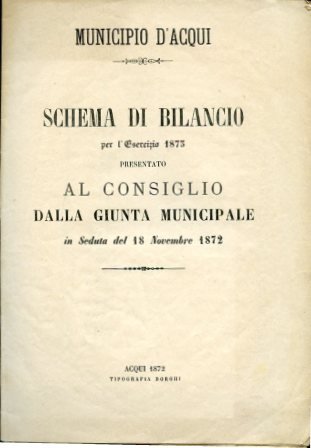 MUNICIPIO D'ACQUI
SCHEMA DI BILANCIO
per l'Esercizio 1873
PRESENTATO
AL CONSIGLIO
DALLA GIUNTA MUNICIPALE
in Seduta del 18 Novembre 1872
ACQUI 1872
TIPOGRAFIA BORGHI